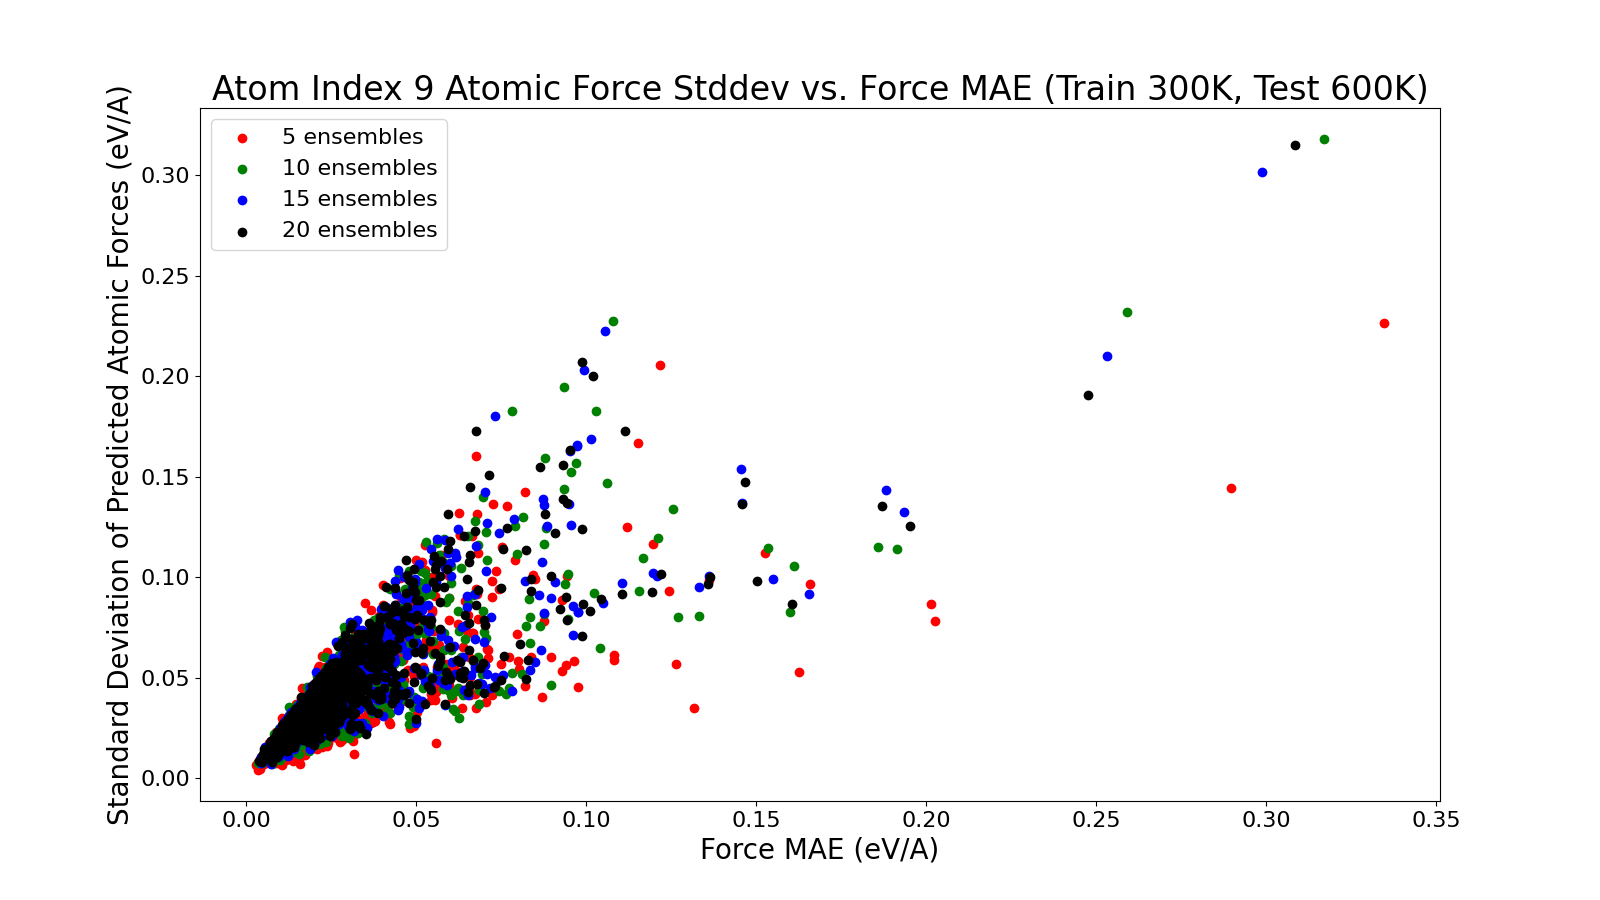 Atom Index 9 Atomic Force Stddev vs. Force MAE (Train 300K, Test 600K)
5 ensembles
10 ensembles
15 ensembles
20 ensembles
Standard Deviation of Predicted Atomic Forces (eV/A)
0.30
0.25
0.20
0.15
0.10
0.05
0.00
0.00 0.05 0.10 0.15 0.20 0.25 0.30 0.35
Force MAE (eV/A)